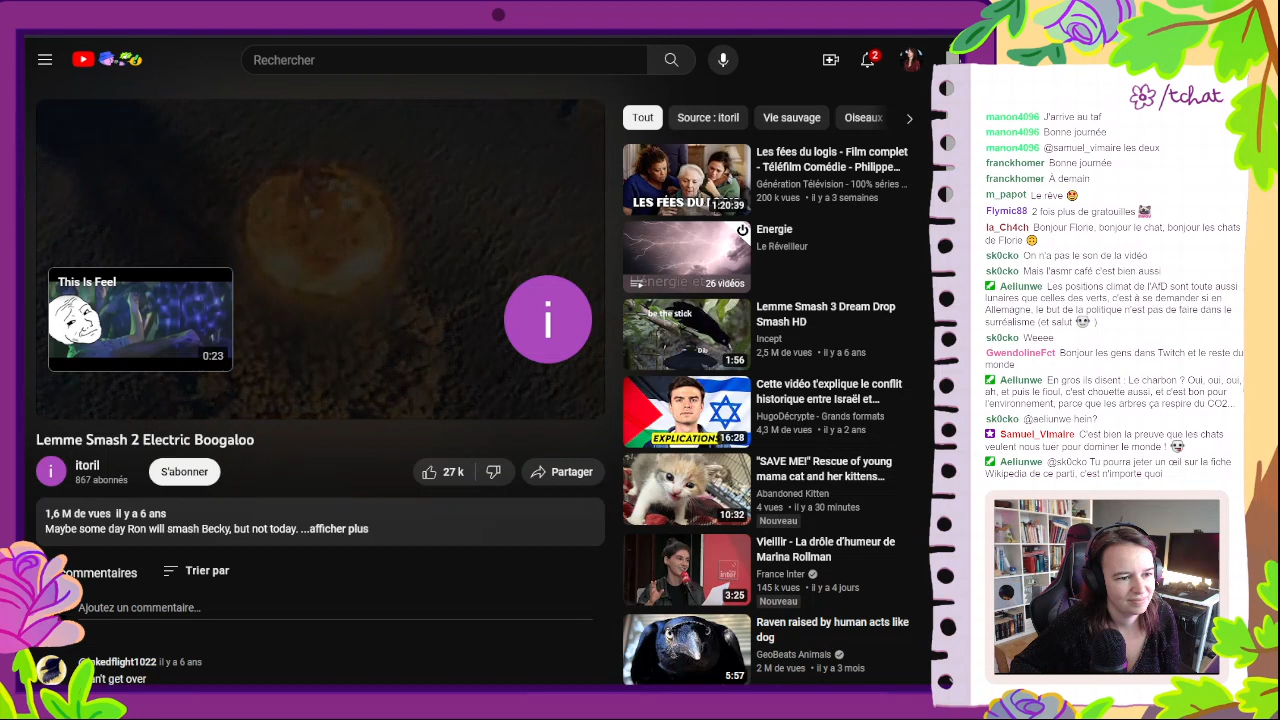 Rechercher
2
This Is Feel
0:23
i
Lemme Smash 2 Electric Boogaloo
i
itoril
867 abonnés
S'abonner
27 k
Partager
1,6 M de vues il y a 6 ans
Maybe some day Ron will smash Becky, but not today. ...afficher plus
ommentaires
Trier par
Ajoutez un commentaire...
kedflight1022 il y a 6 ans
n't get over
Tout
Source : itoril
Vie sauvage
Oiseaux
LES FÉES DU
1:20:39
Les fées du logis - Film complet
- Téléfilm Comédie - Philippe...
Génération Télévision - 100% séries ...
200 k vues • il y a 3 semaines
26 vidéos
Energie
Le Réveilleur
be the stick
1:56
Lemme Smash 3 Dream Drop
Smash HD
Incept
2,5 M de vues • il y a 6 ans
EXPLICATIONS
16:28
Cette vidéo t'explique le conflit
historique entre Israël et...
HugoDécrypte - Grands formats
4,3 M de vues • il y a 2 ans
10:32
"SAVE ME!" Rescue of young
mama cat and her kittens...
Abandoned Kitten
4 vues • il y a 30 minutes
Nouveau
inter
3:25
Vieillir - La drôle d'humeur de
Marina Rollman
France Inter
145 k vues • il y a 4 jours
Nouveau
5:57
Raven raised by human acts like
dog
GeoBeats Animals
2 M de vues • il y a 3 mois
/tchat
manon4096 J'arrive au taf
manon4096 Bonne journée
manon4096 @samuel_vimaire les deux
franckhomer Bonne journée
franckhomer À demain
m_papot Le rêve
Flymic88 2 fois plus de gratouilles
la_Ch4ch Bonjour Florie, bonjour le chat, bonjour les chats
de Florie
sk0cko On n'a pas le son de la vidéo
sk0cko Mais l'asmr café c'est bien aussi
Aeliunwe Les positions climat de l'AfD sont toute aussi
lunaires que celles des verts, c'est à se demander si en
Allemagne, le but de la politique n'est pas de faire dans le
surréalisme (et salut )
sk0cko Weeee
GwendolineFct Bonjour les gens dans Twitch et le reste du
monde
Aeliunwe En gros ils disent : Le charbon ? Oui, oui, oui,
ah, et puis le fioul, c'est chouette aussi, et c'est bon pour
l'environnement, parce que les arbres ça respire du CO2...
sk0cko @aeliunwe hein?
Samuel_VImaire C'est bien la preuve que les chats
veulent nous tuer pour dominer le monde !
Aeliunwe @sk0cko Tu pourra jeter un œil sur la fiche
Wikipedia de ce parti, c'est n'importe quoi